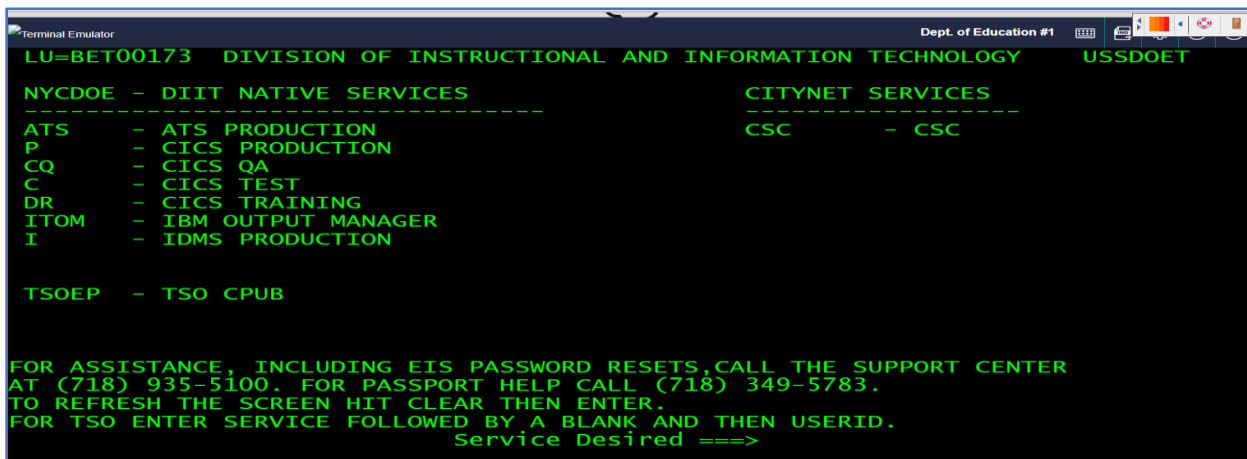 Terminal Emulator Dept. of Education #1
LU=BET00173 DIVISION OF INSTRUCTIONAL AND INFORMATION TECHNOLOGY USSDOET
NYCDOE - DIIT NATIVE SERVICES CITYNET SERVICES
---------------------------------- ------------------
ATS - ATS PRODUCTION CSC - CSC
P - CICS PRODUCTION
CQ - CICS QA
C - CICS TEST
DR - CICS TRAINING
ITOM - IBM OUTPUT MANAGER
I - IDMS PRODUCTION
TSOEP - TSO CPUB
FOR ASSISTANCE, INCLUDING EIS PASSWORD RESETS,CALL THE SUPPORT CENTER
AT (718) 935-5100. FOR PASSPORT HELP CALL (718) 349-5783.
TO REFRESH THE SCREEN HIT CLEAR THEN ENTER.
FOR TSO ENTER SERVICE FOLLOWED BY A BLANK AND THEN USERID.
Service Desired ===>